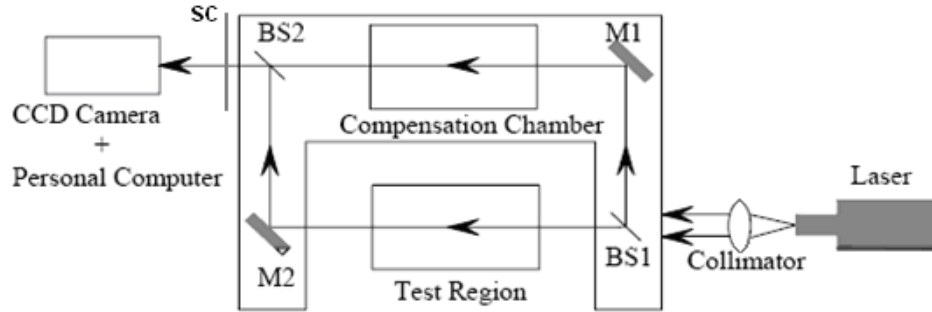 SC
BS2
M1
CCD Camera
+
Personal Computer
Compensation Chamber
Laser
M2
Test Region
BS1
Collimator